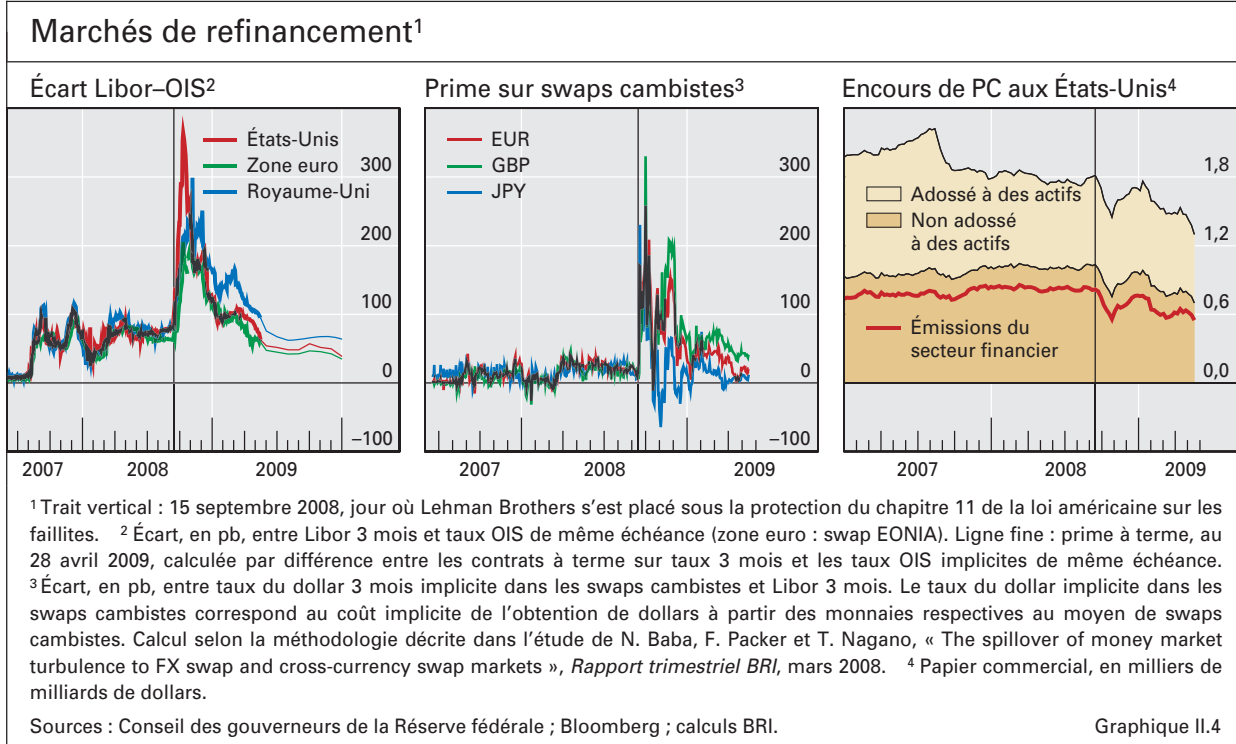 Marchés de refinancement¹
Écart Libor–OIS²
États-Unis
Zone euro
Royaume-Uni
300
200
100
0
–100
2007 2008 2009
Prime sur swaps cambistes³
EUR
GBP
JPY
300
200
100
0
–100
2007 2008 2009
Encours de PC aux États-Unis⁴
Adossé à des actifs
Non adossé
à des actifs
Émissions du
secteur financier
1,8
1,2
0,6
0,0
2007 2008 2009
¹ Trait vertical : 15 septembre 2008, jour où Lehman Brothers s’est placé sous la protection du chapitre 11 de la loi américaine sur les
faillites. ² Écart, en pb, entre Libor 3 mois et taux OIS de même échéance (zone euro : swap EONIA). Ligne fine : prime à terme, au
28 avril 2009, calculée par différence entre les contrats à terme sur taux 3 mois et les taux OIS implicites de même échéance.
³ Écart, en pb, entre taux du dollar 3 mois implicite dans les swaps cambistes et Libor 3 mois. Le taux du dollar implicite dans les
swaps cambistes correspond au coût implicite de l’obtention de dollars à partir des monnaies respectives au moyen de swaps
cambistes. Calcul selon la méthodologie décrite dans l’étude de N. Baba, F. Packer et T. Nagano, « The spillover of money market
turbulence to FX swap and cross-currency swap markets », Rapport trimestriel BRI, mars 2008. ⁴ Papier commercial, en milliers de
milliards de dollars.
Sources : Conseil des gouverneurs de la Réserve fédérale ; Bloomberg ; calculs BRI. Graphique II.4